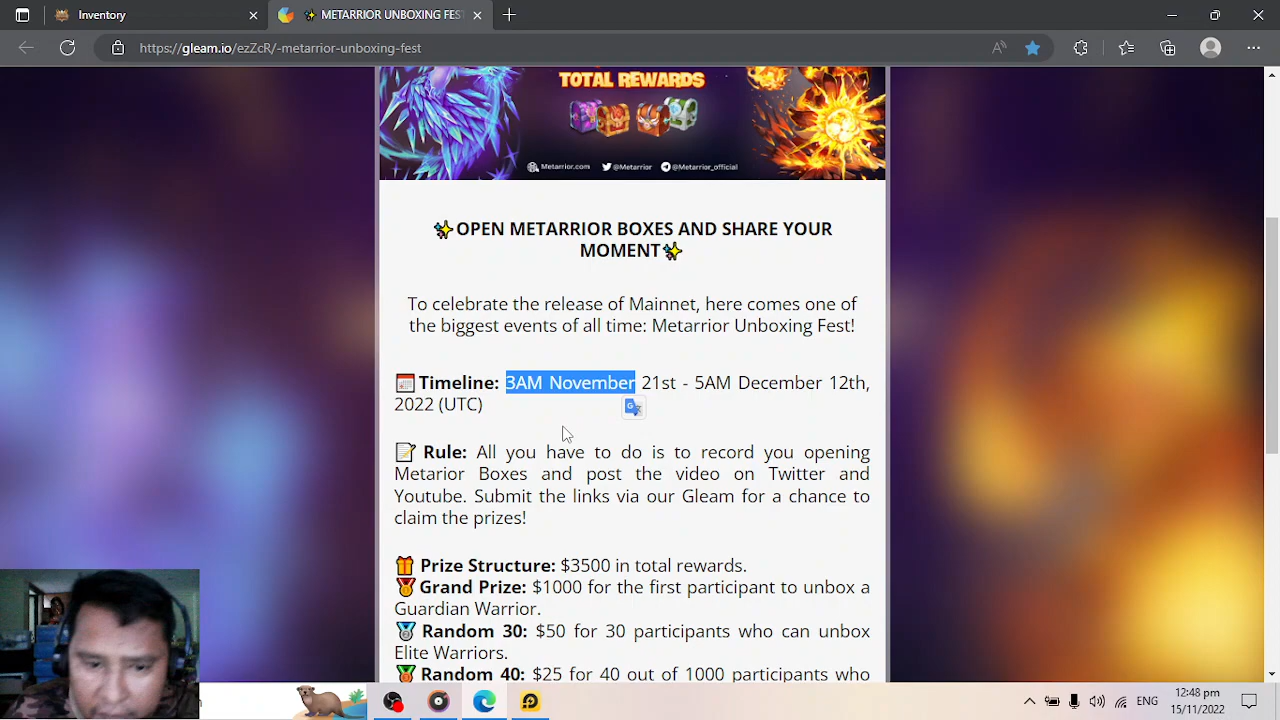 Inventory
✨ METARRIOR UNBOXING FES
https://gleam.io/ezZcR/-metarrior-unboxing-fest
TOTAL REWARDS
Metarrior.com @Metarrior @Metarrior_official
✨OPEN METARRIOR BOXES AND SHARE YOUR
MOMENT✨
To celebrate the release of Mainnet, here comes one of
the biggest events of all time: Metarrior Unboxing Fest!
📅Timeline: 3AM November 21st - 5AM December 12th,
2022 (UTC)
📝 Rule: All you have to do is to record you opening
Metarior Boxes and post the video on Twitter and
Youtube. Submit the links via our Gleam for a chance to
claim the prizes!
🎁 Prize Structure: $3500 in total rewards.
🥇Grand Prize: $1000 for the first participant to unbox a
Guardian Warrior.
🥈 Random 30: $50 for 30 participants who can unbox
Elite Warriors.
🥉 Random 40: $25 for 40 out of 1000 participants who
ENG
12:48 pm
15/11/2022